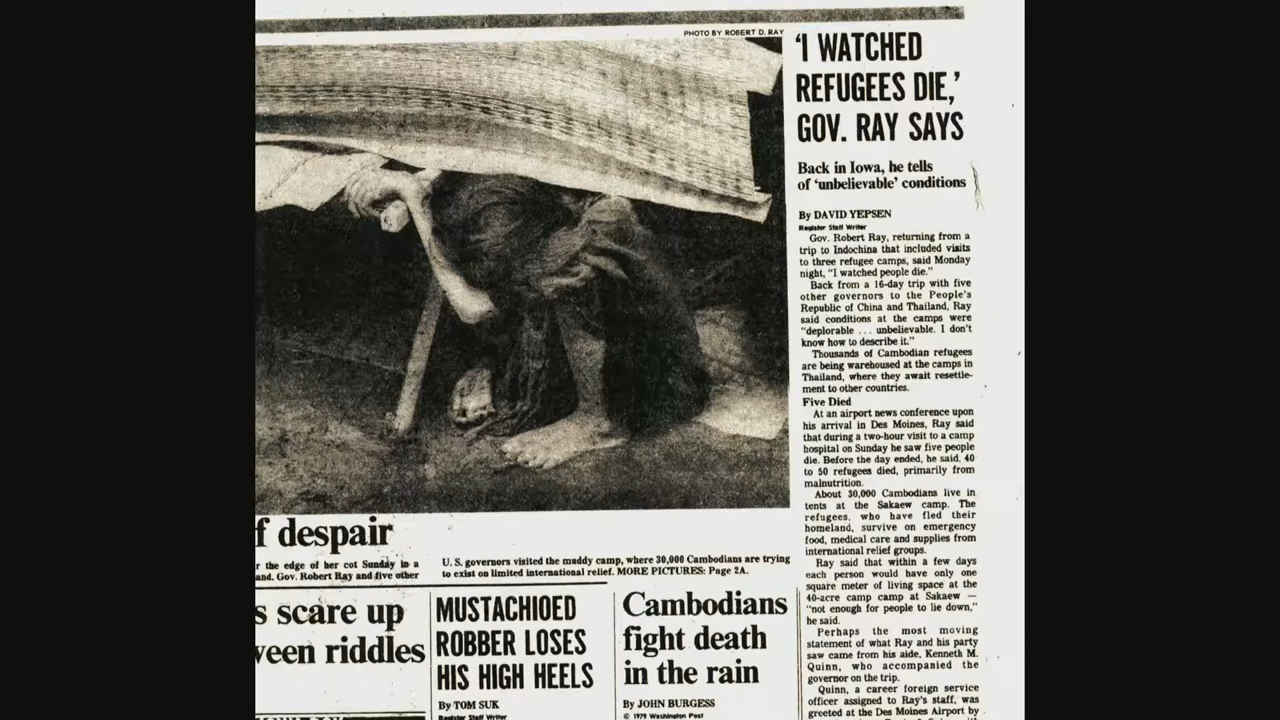 PHOTO BY ROBERT D. RAY
'I WATCHED
REFUGEES DIE,'
GOV. RAY SAYS
Back in Iowa, he tells
of 'unbelievable' conditions
By DAVID YEPSEN
Register Staff Writer
Gov. Robert Ray, returning from a
trip to Indochina that included visits
to three refugee camps, said Monday
night, "I watched people die."
Back from a 16-day trip with five
other governors to the People's
Republic of China and Thailand, Ray
said conditions at the camps were
"deplorable ... unbelievable. I don't
know how to describe it."
Thousands of Cambodian refugees
are being warehoused at the camps in
Thailand, where they await resettle-
ment to other countries.
Five Died
At an airport news conference upon
his arrival in Des Moines, Ray said
that during a two-hour visit to a camp
hospital on Sunday he saw five people
die. Before the day ended, he said, 40
to 50 refugees died, primarily from
malnutrition.
About 30,000 Cambodians live in
tents at the Sakaew camp. The
refugees, who have fled their
homeland, survive on emergency
food, medical care and supplies from
international relief groups.
Ray said that within a few days
each person would have only one
square meter of living space at the
40-acre camp camp at Sakaew —
"not enough for people to lie down,"
he said.
Perhaps the most moving
statement of what Ray and his party
saw came from his aide, Kenneth M.
Quinn, who accompanied the
governor on the trip.
Quinn, a career foreign service
officer assigned to Ray's staff, was
greeted at the Des Moines Airport by
f despair
r the edge of her cot Sunday in a
and. Gov. Robert Ray and five other
U. S. governors visited the muddy camp, where 30,000 Cambodians are trying
to exist on limited international relief. MORE PICTURES: Page 2A.
s scare up
ween riddles
MUSTACHIOED
ROBBER LOSES
HIS HIGH HEELS
By TOM SUK
Register Staff Writer
Cambodians
fight death
in the rain
By JOHN BURGESS
© 1979 Washington Post